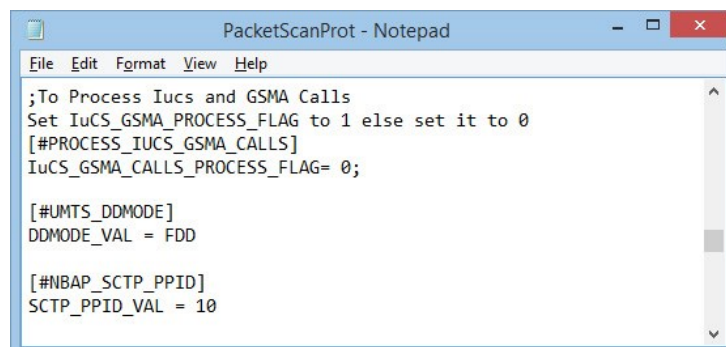 PacketScanProt - Notepad
File Edit Format View Help
;To Process Iucs and GSMA Calls
Set IuCS_GSMA_PROCESS_FLAG to 1 else set it to 0
[#PROCESS_IUCS_GSMA_CALLS]
IuCS_GSMA_CALLS_PROCESS_FLAG= 0;
[#UMTS_DDMODE]
DDMODE_VAL = FDD
[#NBAP_SCTP_PPID]
SCTP_PPID_VAL = 10